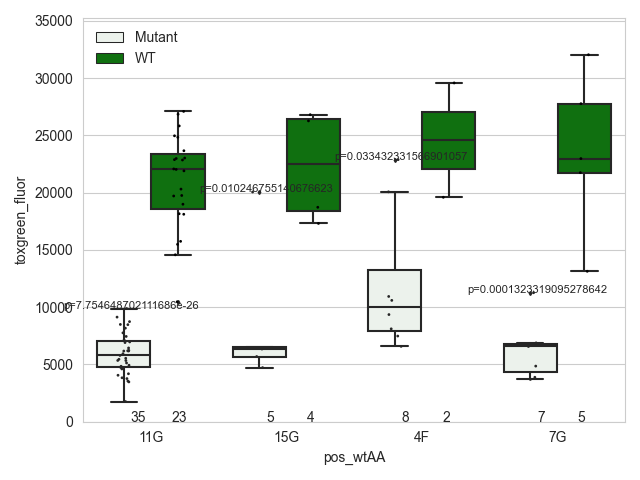 35000
Mutant
WT
30000
25000
20000
15000
10000
5000
0
toxgreen_fluor
p=7.754648702111686e-26
p=0.010246755140676623
p=0.033432331566901057
p=0.0001323319095278642
35 23 5 4 8 2 7 5
11G 15G 4F 7G
pos_wtAA